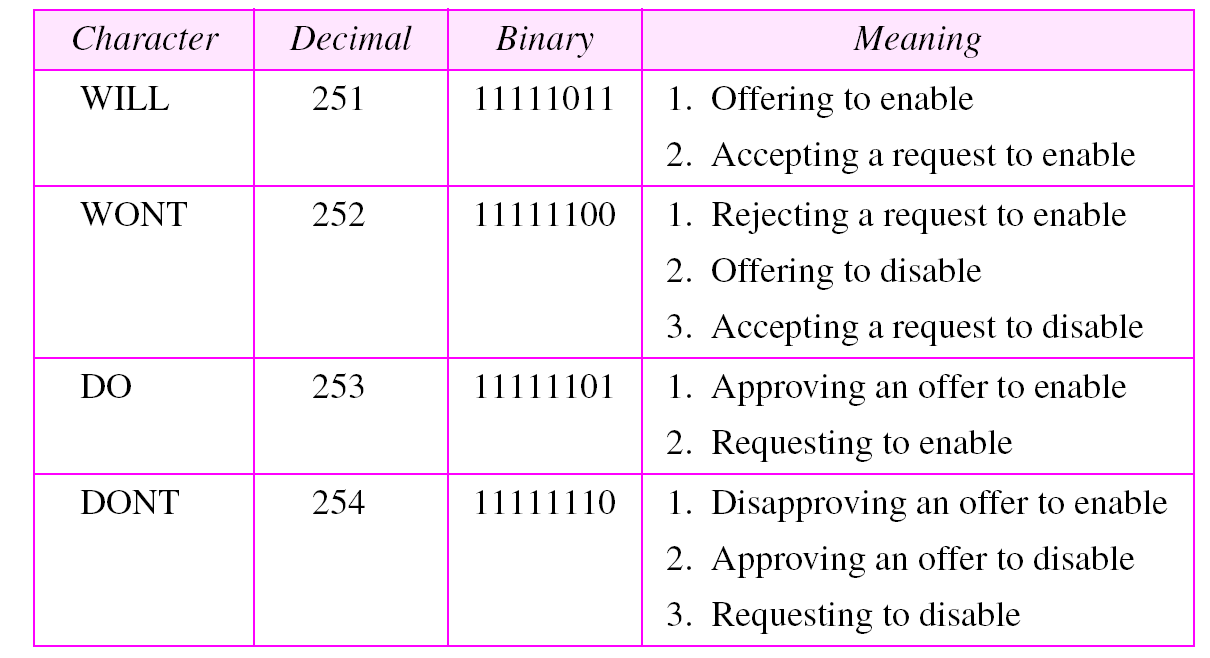 Character Decimal Binary Meaning
WILL 251 11111011 1. Offering to enable
2. Accepting a request to enable
WONT 252 11111100 1. Rejecting a request to enable
2. Offering to disable
3. Accepting a request to disable
DO 253 11111101 1. Approving an offer to enable
2. Requesting to enable
DONT 254 11111110 1. Disapproving an offer to enable
2. Approving an offer to disable
3. Requesting to disable